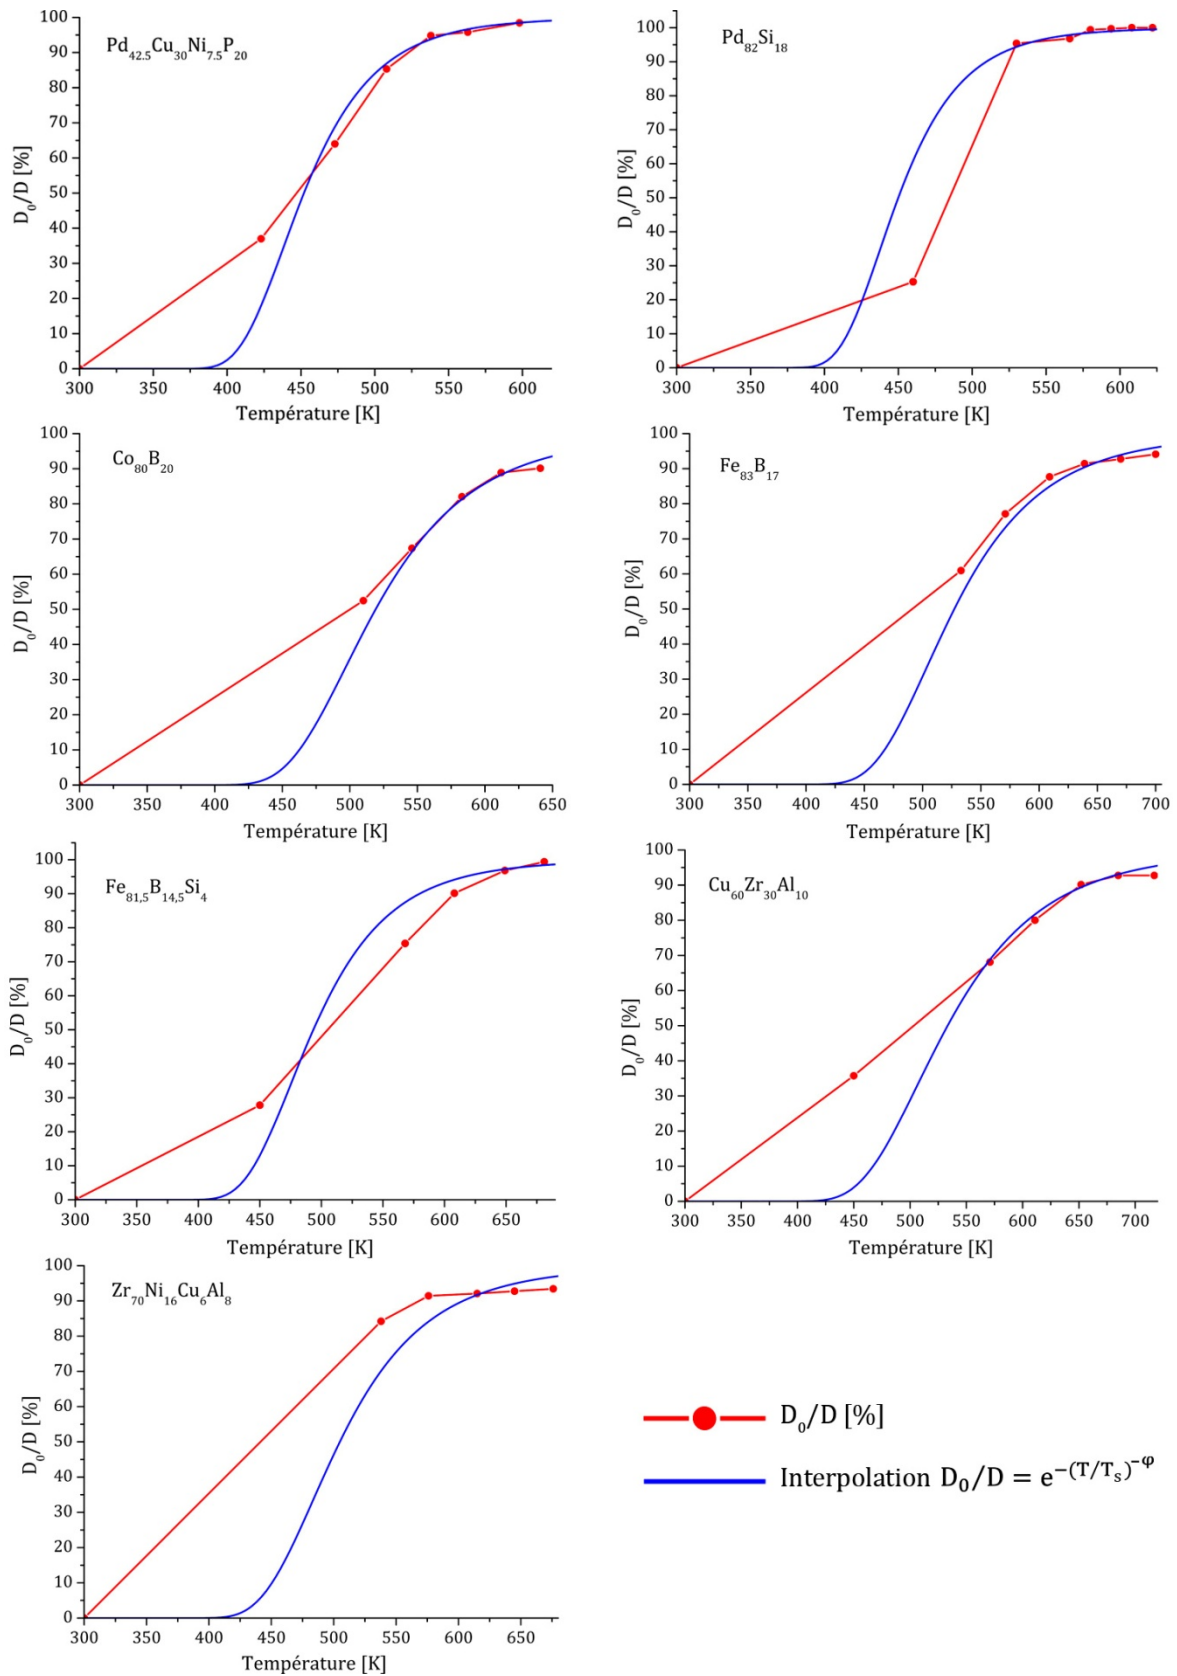 Pd42.5Cu30Ni7.5P20
D0/D [%]
100
90
80
70
60
50
40
30
20
10
0
300 350 400 450 500 550 600
Température [K]
Pd82Si18
D0/D [%]
100
90
80
70
60
50
40
30
20
10
0
300 350 400 450 500 550 600
Température [K]
Co80B20
D0/D [%]
100
90
80
70
60
50
40
30
20
10
0
300 350 400 450 500 550 600 650
Température [K]
Fe83B17
D0/D [%]
100
90
80
70
60
50
40
30
20
10
0
300 350 400 450 500 550 600 650 700
Température [K]
Fe81,5B14,5Si4
D0/D [%]
100
90
80
70
60
50
40
30
20
10
0
300 350 400 450 500 550 600 650
Température [K]
Cu60Zr30Al10
D0/D [%]
100
90
80
70
60
50
40
30
20
10
0
300 350 400 450 500 550 600 650 700
Température [K]
Zr70Ni16Cu6Al8
D0/D [%]
100
90
80
70
60
50
40
30
20
10
0
300 350 400 450 500 550 600 650
Température [K]
D0/D [%]
Interpolation D0/D = e^−(T/Ts)^−φ